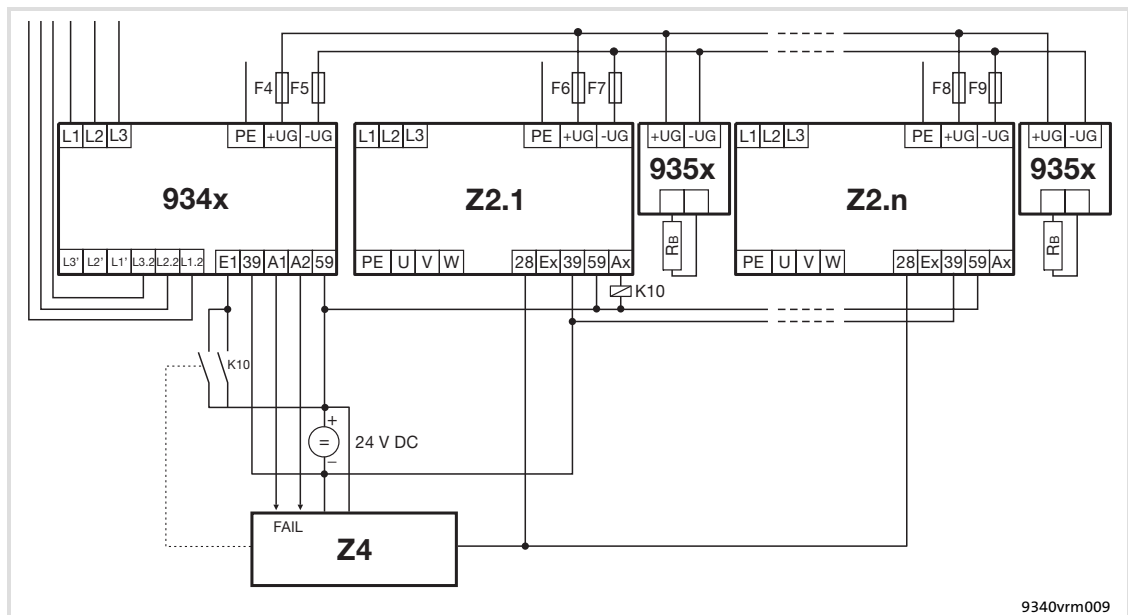 F4 F5 F6 F7 F8 F9
L1 L2 L3 PE +UG -UG
L1 L2 L3 PE +UG -UG
+UG -UG
L1 L2 L3 PE +UG -UG
+UG -UG
934x
Z2.1
935x
Z2.n
935x
RB
RB
L3' L2' L1' L3.2 L2.2 L1.2 E1 39 A1 A2 59
PE U V W 28 Ex 39 59 Ax
PE U V W 28 Ex 39 59 Ax
K10
K10
+
=
–
24 V DC
FAIL
Z4
9340vrm009